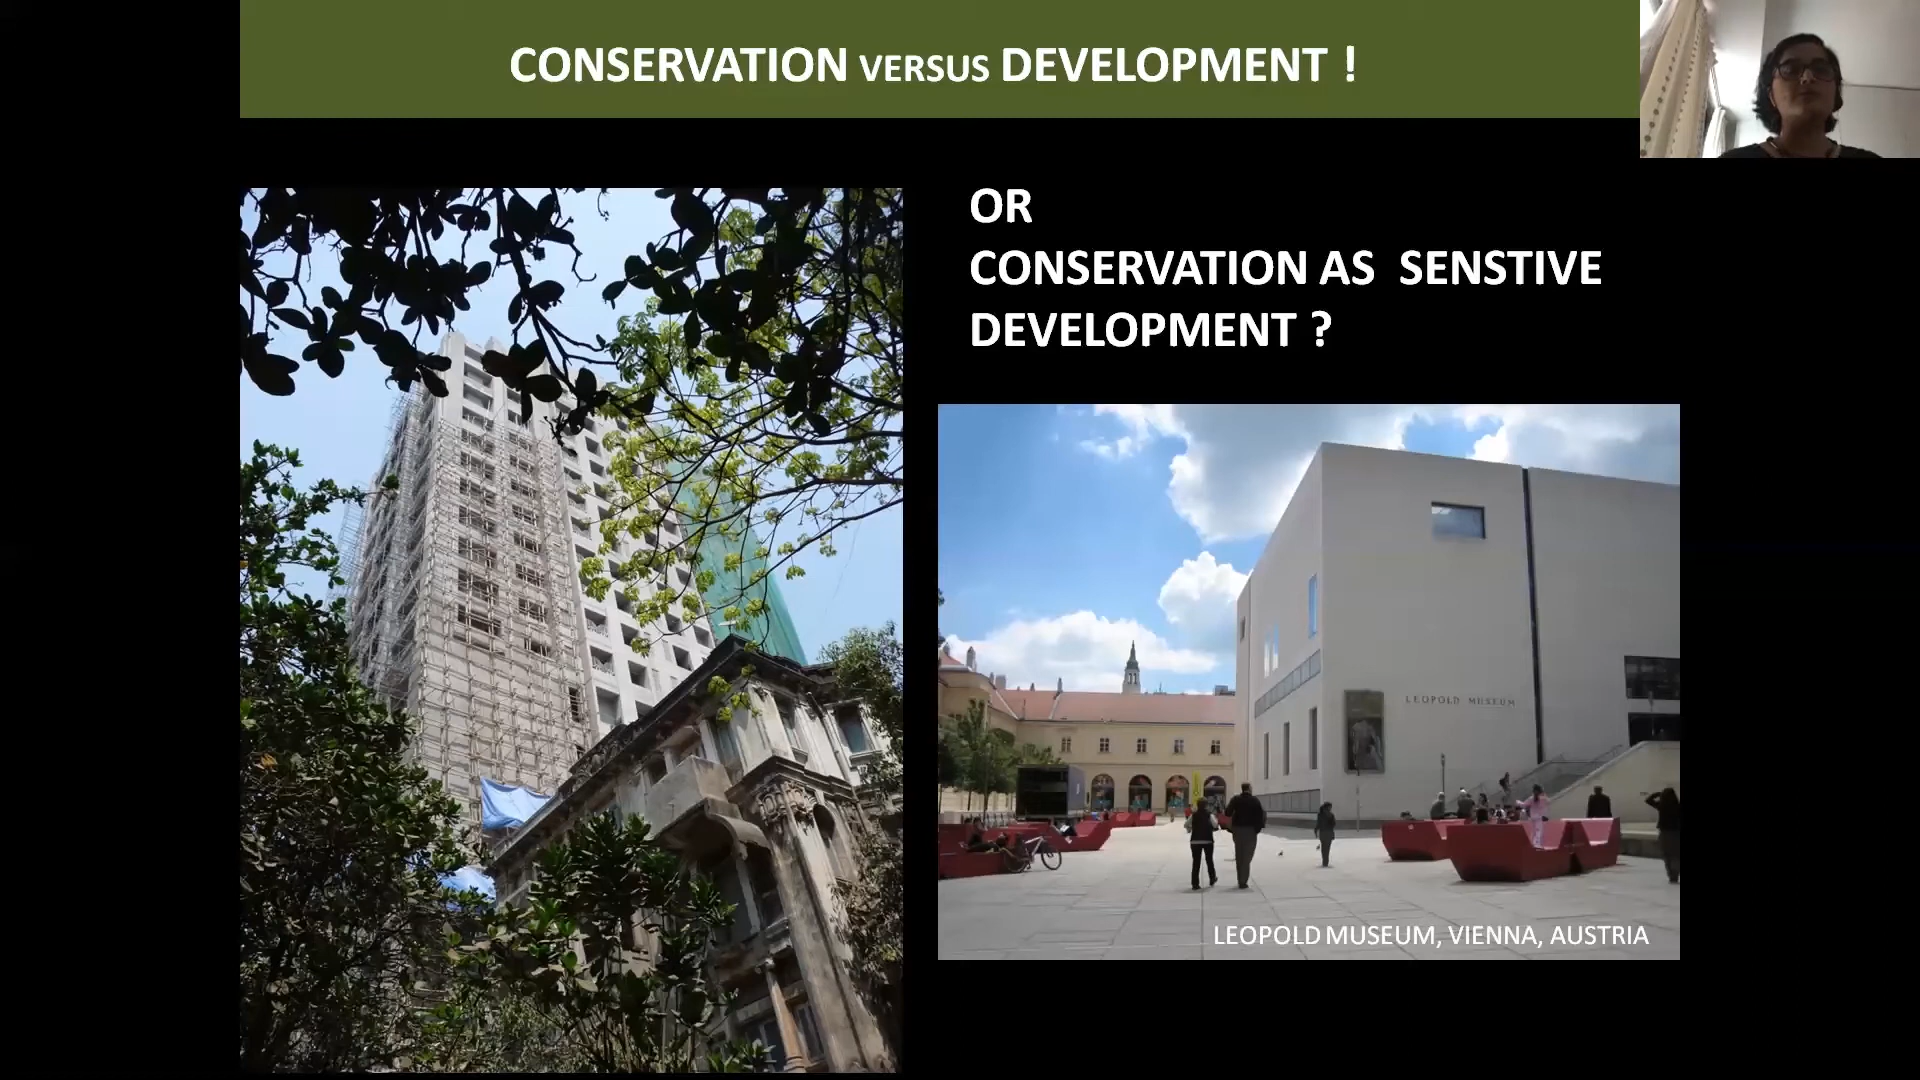 CONSERVATION VERSUS DEVELOPMENT !
OR
CONSERVATION AS SENSTIVE
DEVELOPMENT ?
LEOPOLD MUSEUM
LEOPOLD MUSEUM, VIENNA, AUSTRIA